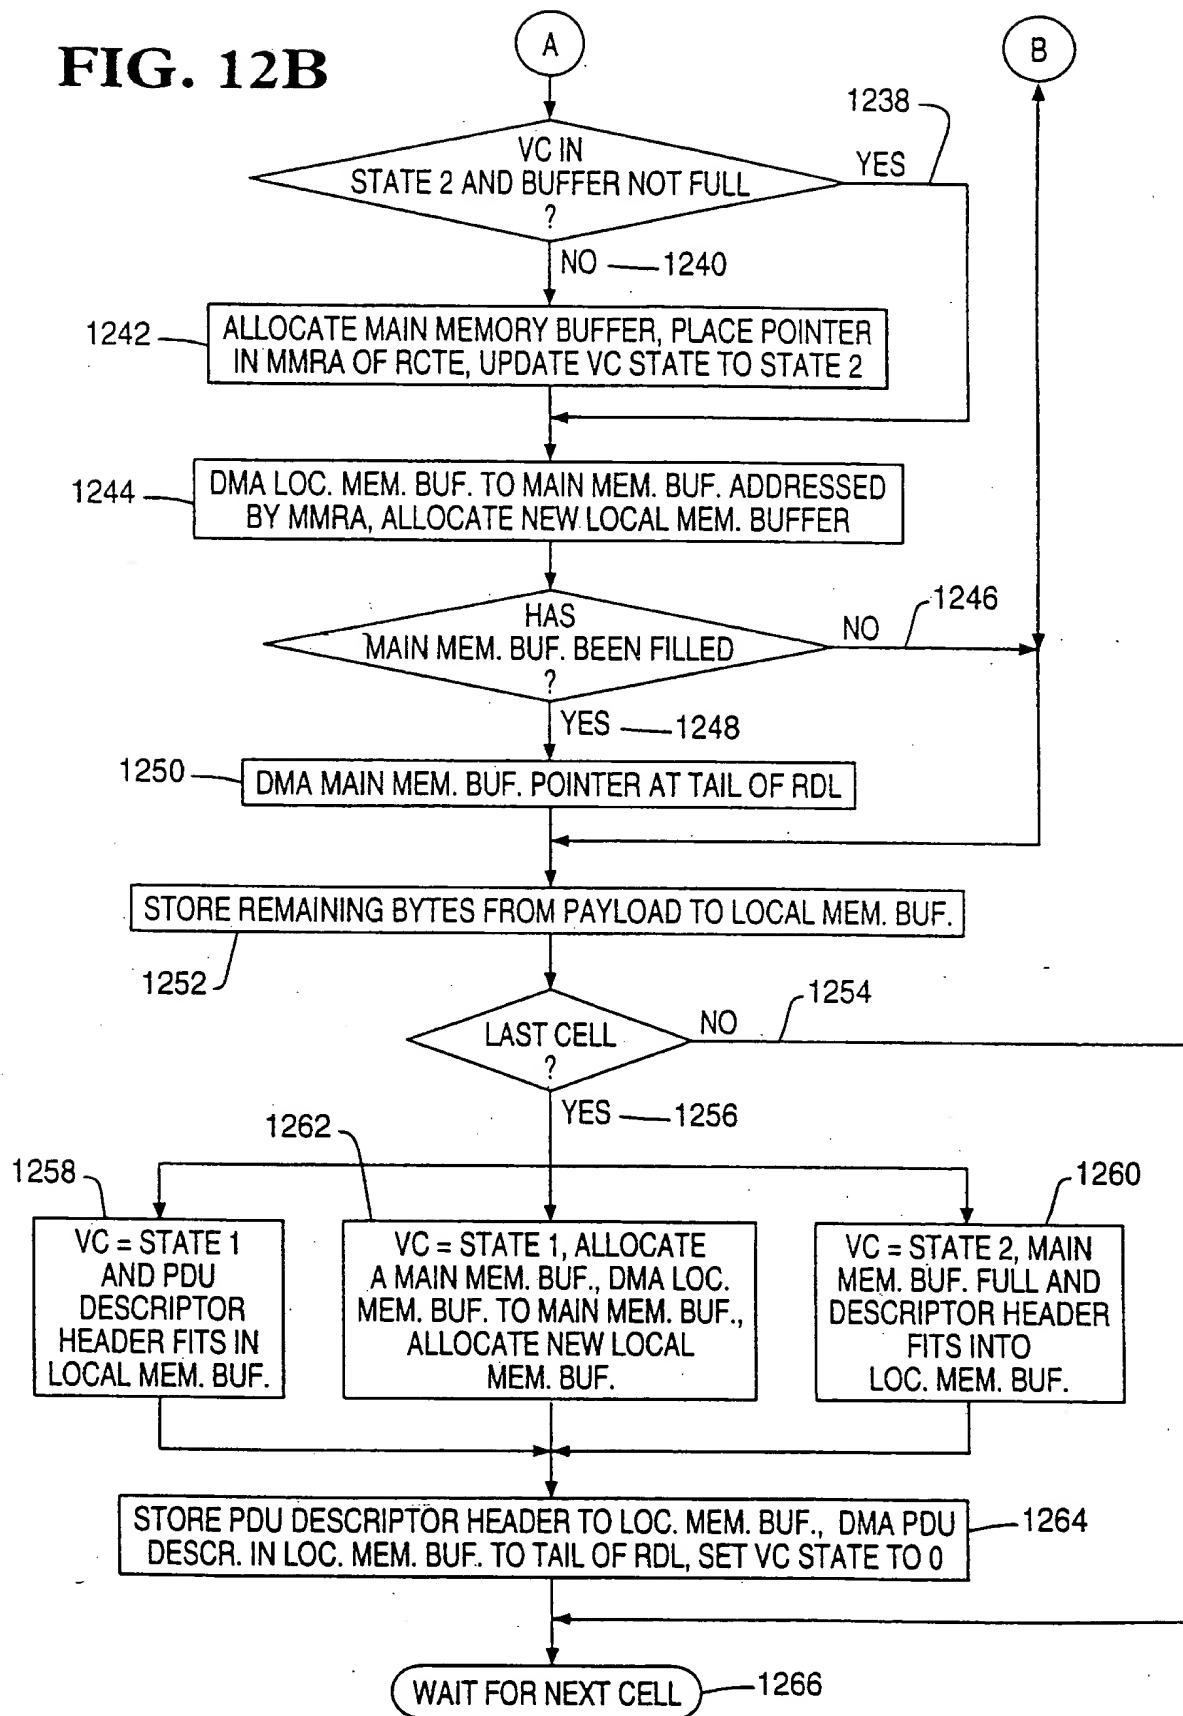 FIG. 12B
A
B
1238
VC IN
STATE 2 AND BUFFER NOT FULL
?
YES
NO
1240
1242
ALLOCATE MAIN MEMORY BUFFER, PLACE POINTER
IN MMRA OF RCTE, UPDATE VC STATE TO STATE 2
1244
DMA LOC. MEM. BUF. TO MAIN MEM. BUF. ADDRESSED
BY MMRA, ALLOCATE NEW LOCAL MEM. BUFFER
HAS
MAIN MEM. BUF. BEEN FILLED
?
NO
1246
YES
1248
1250
DMA MAIN MEM. BUF. POINTER AT TAIL OF RDL
STORE REMAINING BYTES FROM PAYLOAD TO LOCAL MEM. BUF.
1252
LAST CELL
?
NO
1254
YES
1256
1258
VC = STATE 1
AND PDU
DESCRIPTOR
HEADER FITS IN
LOCAL MEM. BUF.
1262
VC = STATE 1, ALLOCATE
A MAIN MEM. BUF., DMA LOC.
MEM. BUF. TO MAIN MEM. BUF.,
ALLOCATE NEW LOCAL
MEM. BUF.
1260
VC = STATE 2, MAIN
MEM. BUF. FULL AND
DESCRIPTOR HEADER
FITS INTO
LOC. MEM. BUF.
STORE PDU DESCRIPTOR HEADER TO LOC. MEM. BUF., DMA PDU
DESCR. IN LOC. MEM. BUF. TO TAIL OF RDL, SET VC STATE TO 0
1264
WAIT FOR NEXT CELL
1266